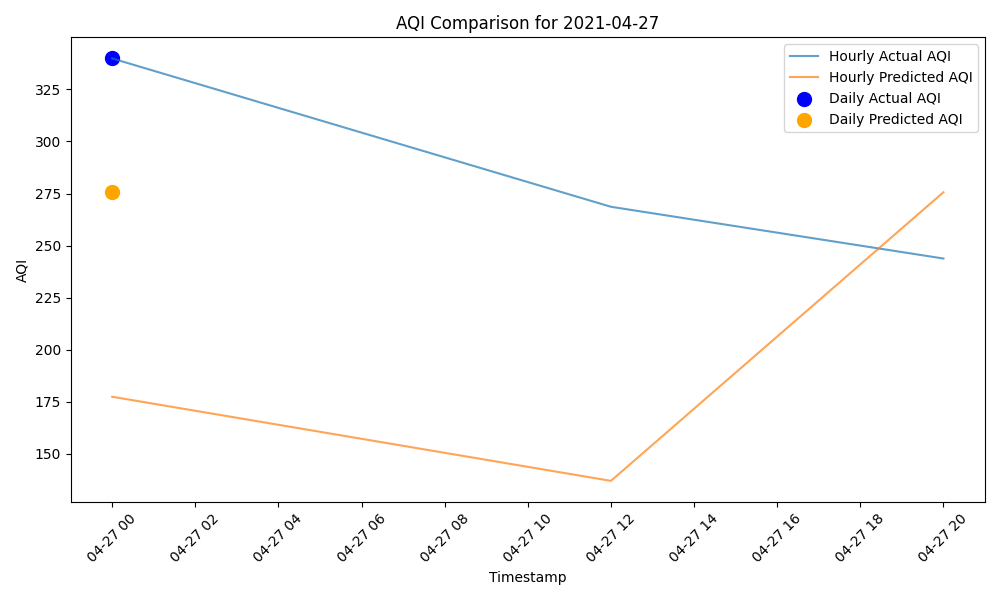 AQI Comparison for 2021-04-27
Hourly Actual AQI
Hourly Predicted AQI
Daily Actual AQI
Daily Predicted AQI
AQI
325
300
275
250
225
200
175
150
04-27 00
04-27 02
04-27 04
04-27 06
04-27 08
04-27 10
04-27 12
04-27 14
04-27 16
04-27 18
04-27 20
Timestamp